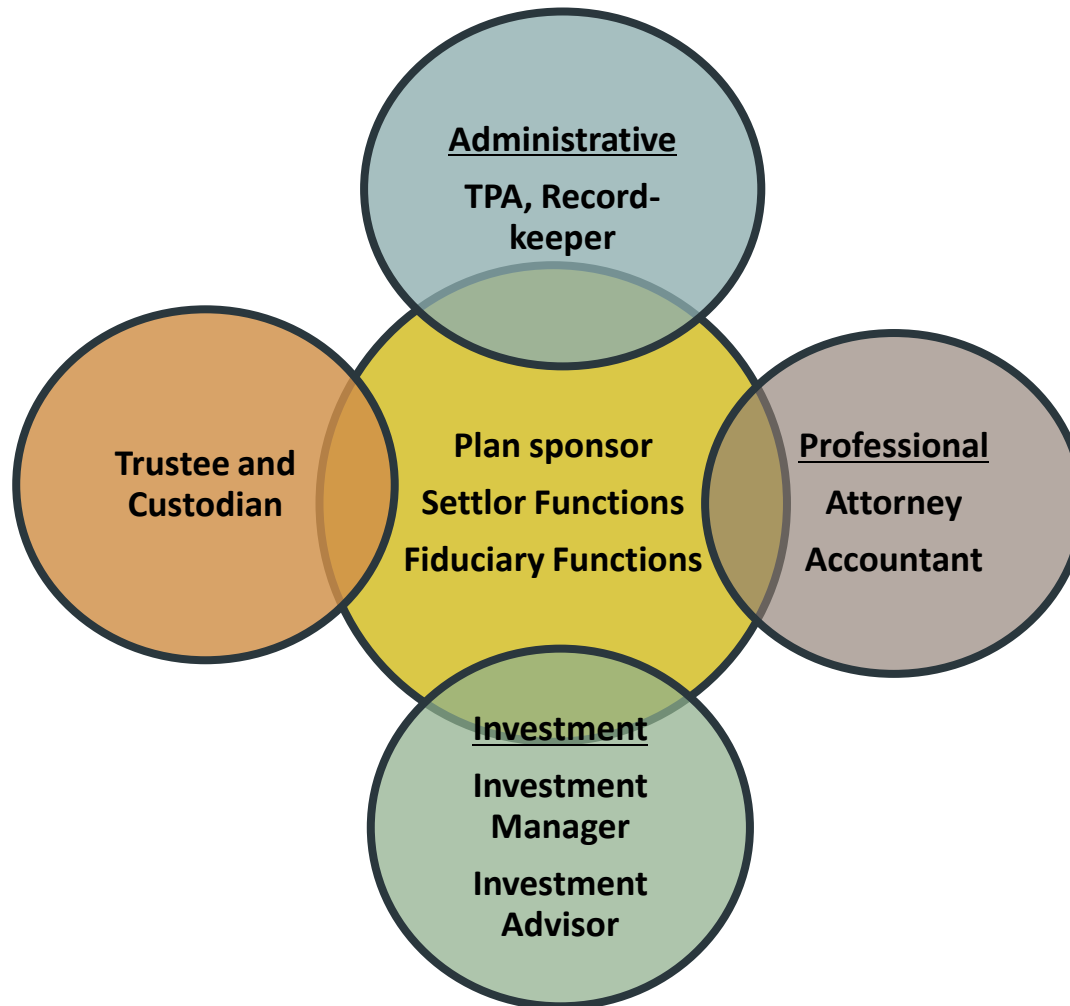 Administrative
TPA, Record-
keeper
Trustee and
Custodian
Plan sponsor
Settlor Functions
Fiduciary Functions
Professional
Attorney
Accountant
Investment
Investment
Manager
Investment
Advisor